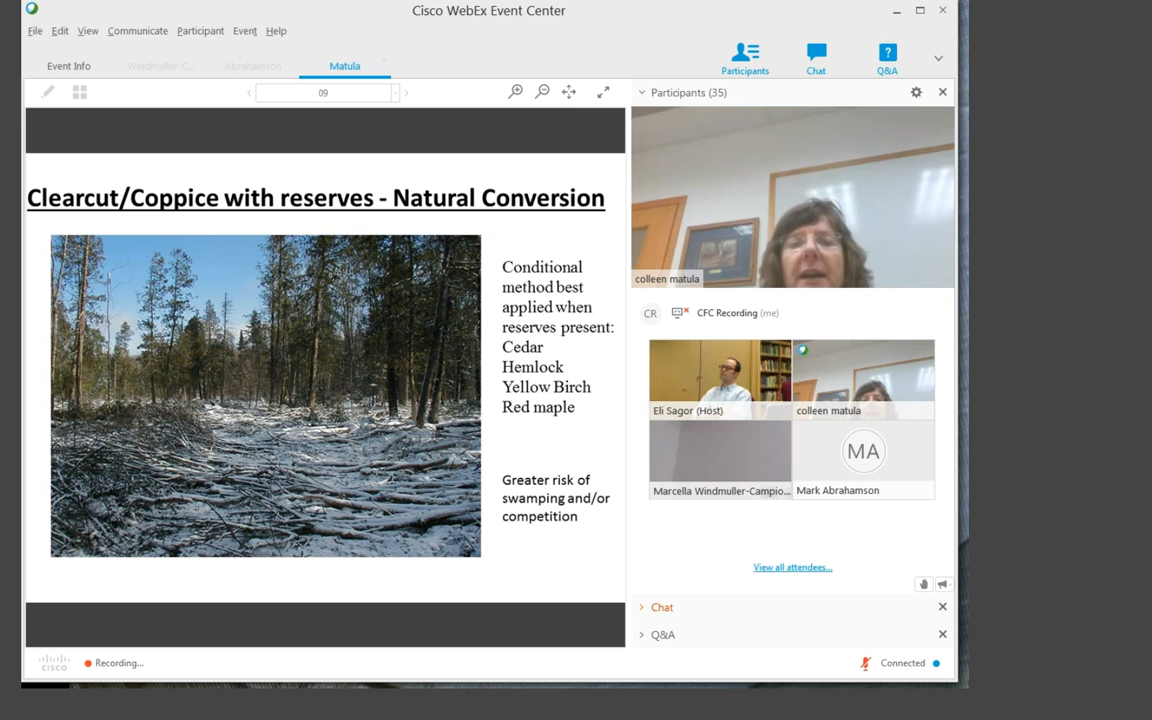 Cisco WebEx Event Center
File Edit View Communicate Participant Event Help
Event Info Windmuller-C... Abrahamson Matula
Participants Chat Q&A
09
Participants (35)
Clearcut/Coppice with reserves - Natural Conversion
Conditional
method best
applied when
reserves present:
Cedar
Hemlock
Yellow Birch
Red maple
Greater risk of
swamping and/or
competition
colleen matula
CR CFC Recording (me)
Eli Sagor (Host)
colleen matula
MA
Marcella Windmuller-Campio...
Mark Abrahamson
View all attendees...
Chat
Q&A
CISCO
Recording...
Connected